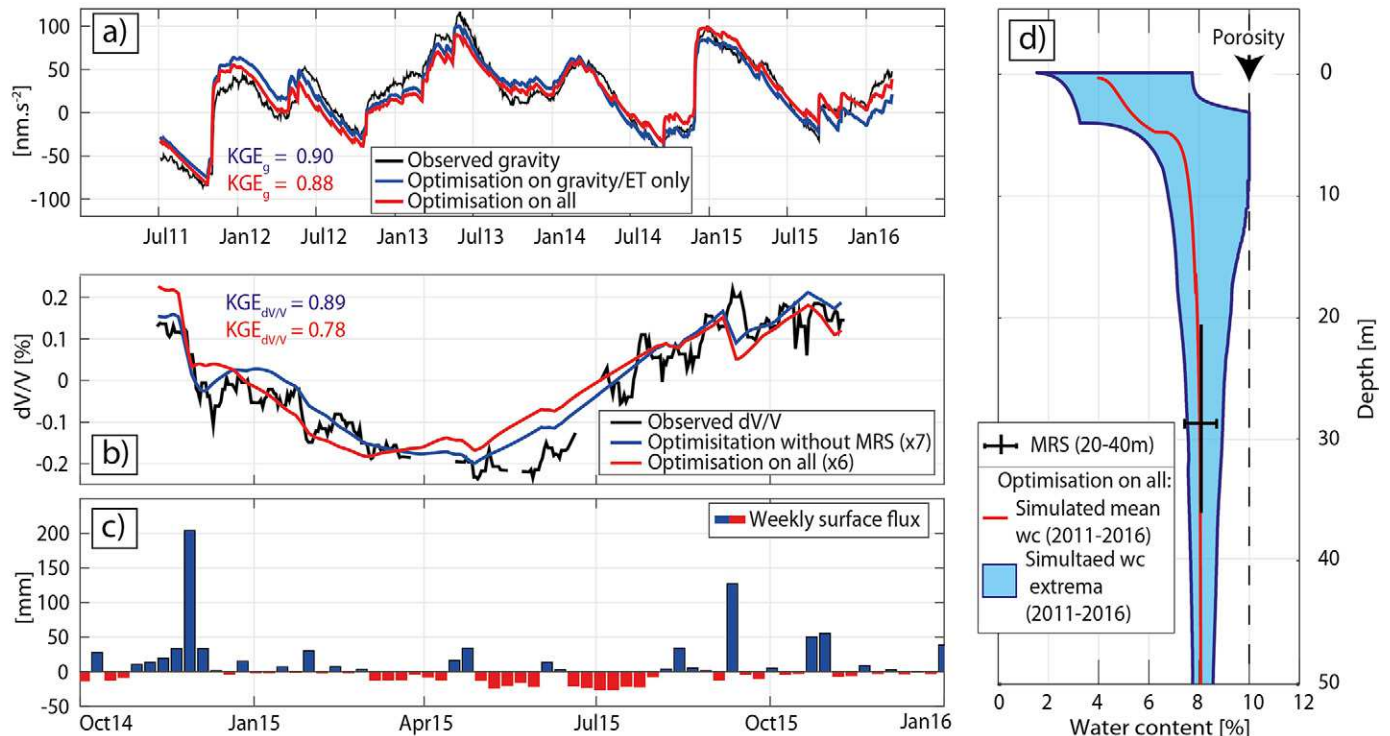 a)
100
50
0
-50
-100
[nm.s⁻²]
KGEg = 0.90
KGEg = 0.88
Observed gravity
Optimisation on gravity/ET only
Optimisation on all
Jul11 Jan12 Jul12 Jan13 Jul13 Jan14 Jul14 Jan15 Jul15 Jan16
b)
0.2
0.1
0
-0.1
-0.2
dV/V [%]
KGEdV/V = 0.89
KGEdV/V = 0.78
Observed dV/V
Optimisitation without MRS (x7)
Optimisation on all (x6)
c)
200
150
100
50
0
-50
[mm]
Weekly surface flux
Oct14 Jan15 Apr15 Jul15 Oct15 Jan16
d)
Porosity
0
10
20
30
40
50
Depth [m]
MRS (20-40m)
Optimisation on all:
Simulated mean
wc (2011-2016)
Simultaed wc
extrema
(2011-2016)
0 2 4 6 8 10 12
Water content [%]